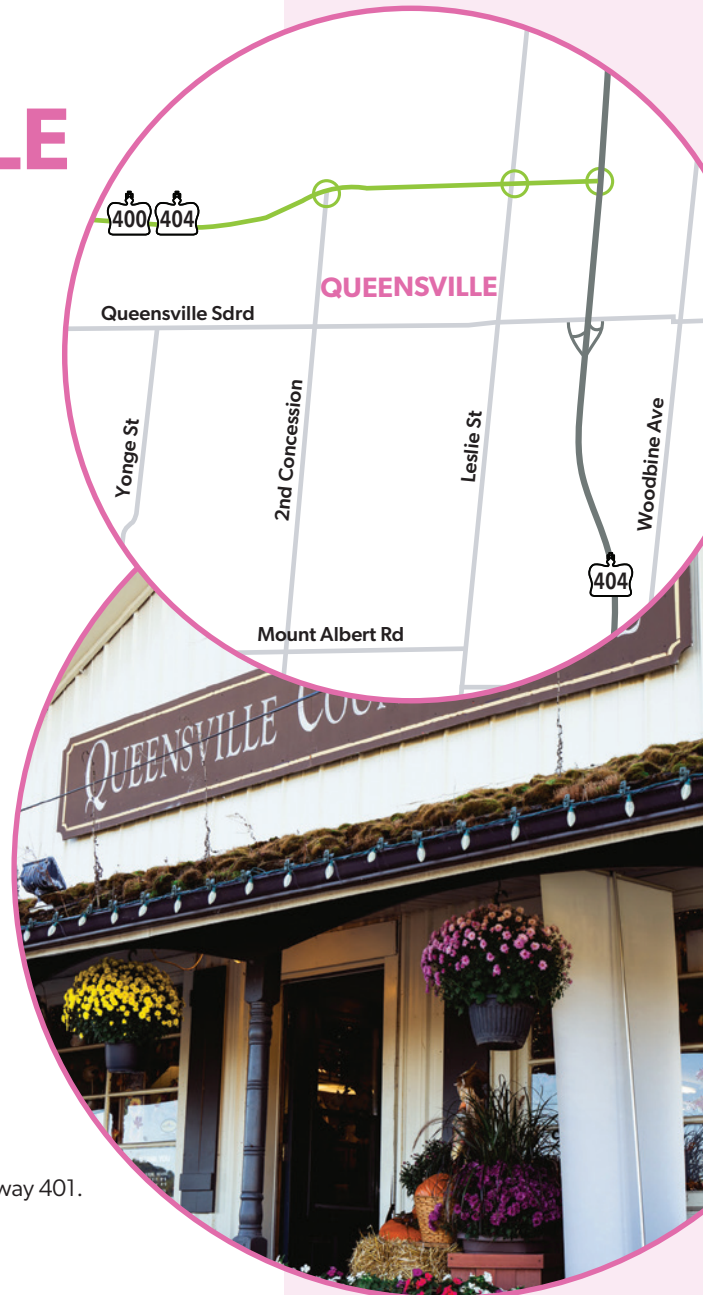 LE
400 404
QUEENSVILLE
Queensville Sdrd
Yonge St
2nd Concession
Leslie St
Woodbine Ave
404
Mount Albert Rd
QUEENSVILLE COU
way 401.